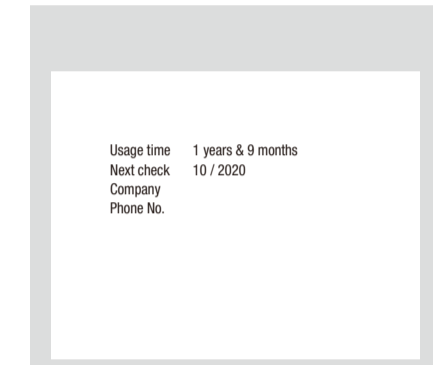 Usage time 1 years & 9 months
Next check 10 / 2020
Company
Phone No.